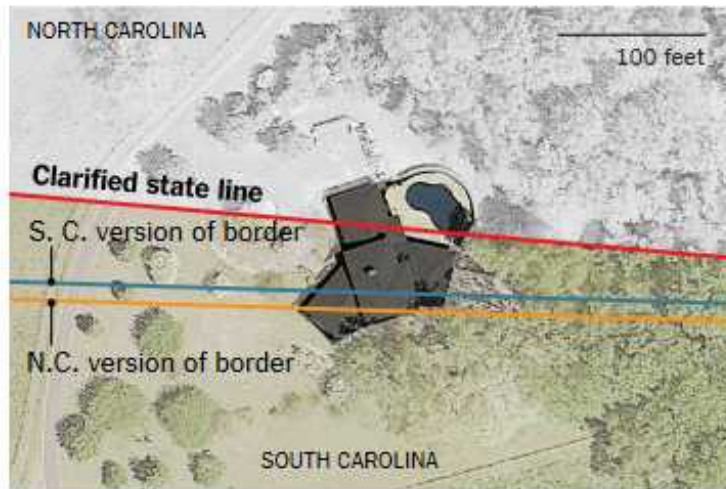 NORTH CAROLINA
100 feet
Clarified state line
S. C. version of border
N.C. version of border
SOUTH CAROLINA